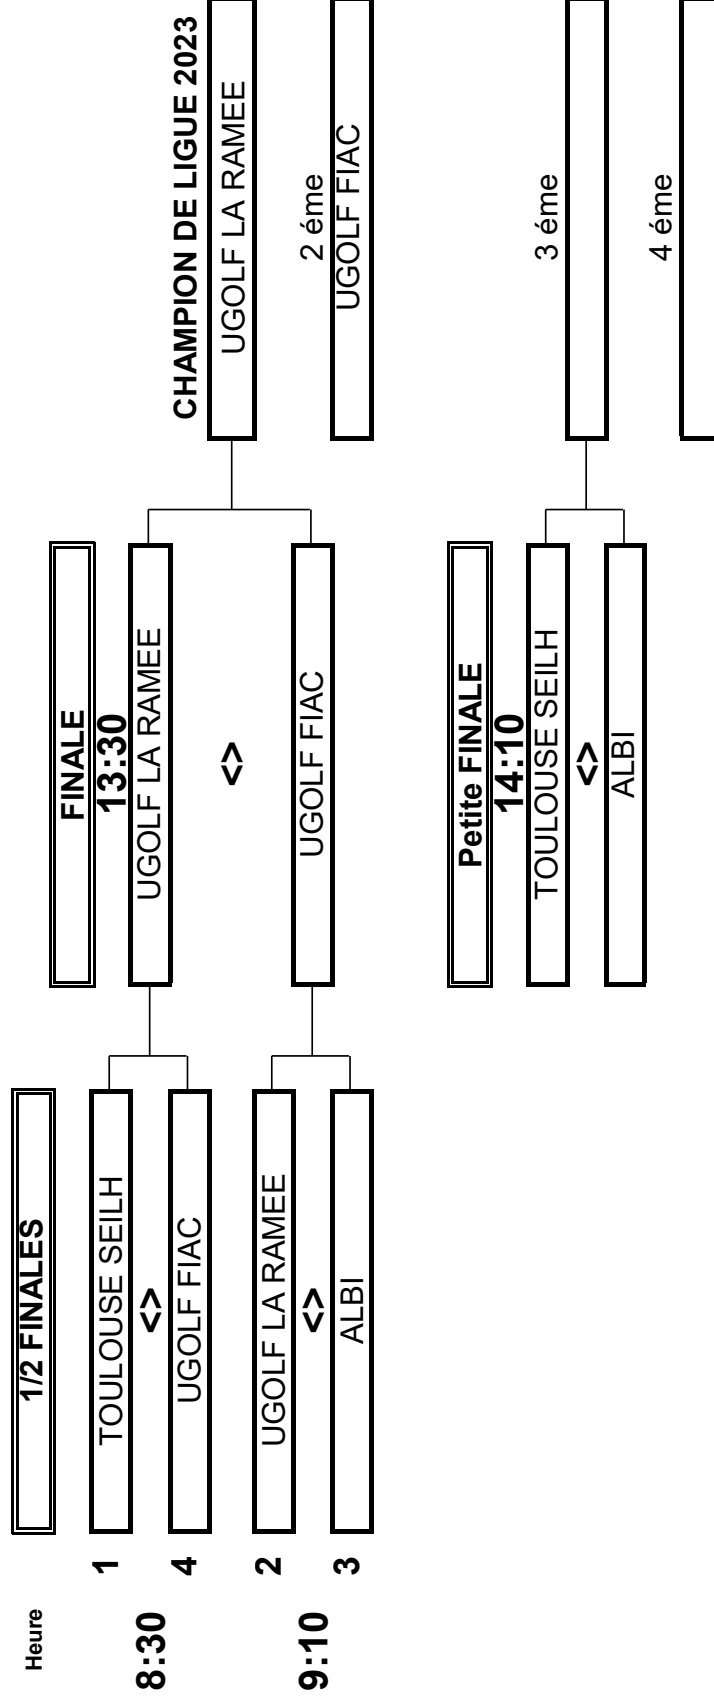 Heure
1/2 FINALES
8:30
1
TOULOUSE SEILH
<>
4
UGOLF FIAC
9:10
2
UGOLF LA RAMEE
<>
3
ALBI
FINALE
13:30
UGOLF LA RAMEE
<>
UGOLF FIAC
CHAMPION DE LIGUE 2023
UGOLF LA RAMEE
2 éme
UGOLF FIAC
Petite FINALE
14:10
TOULOUSE SEILH
<>
ALBI
3 éme
4 éme